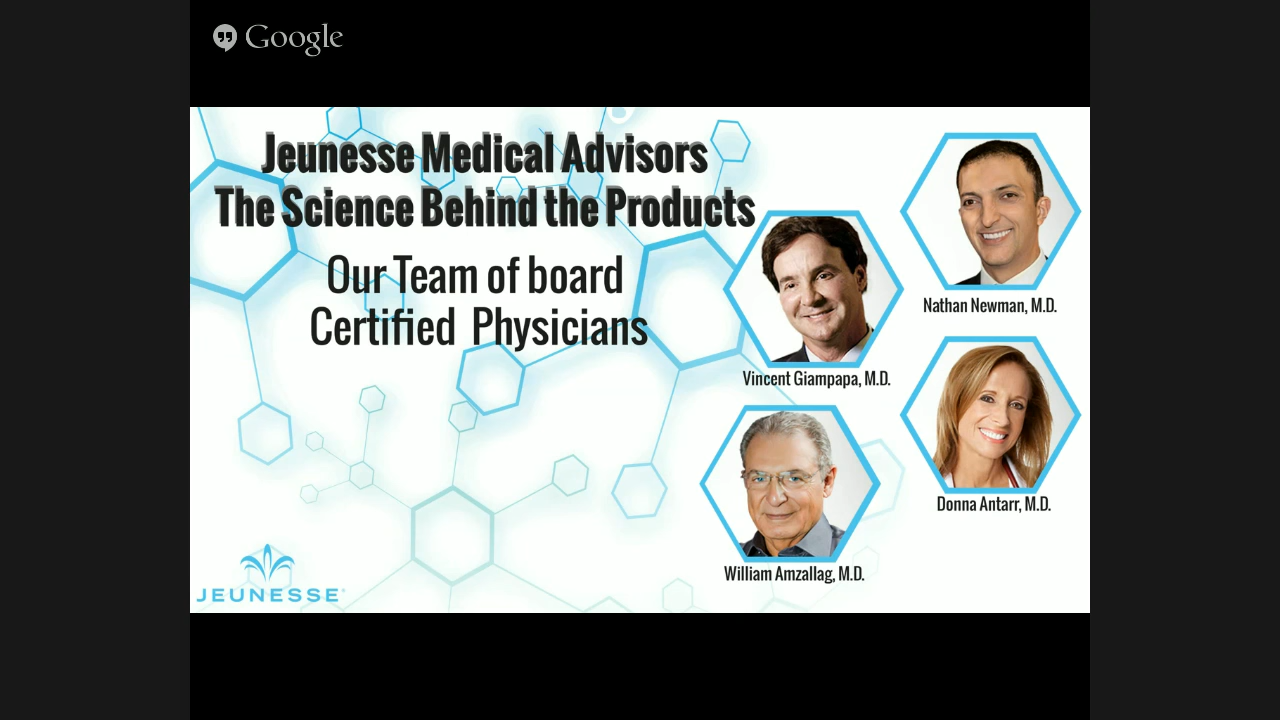 Google
Jeunesse Medical Advisors
The Science Behind the Products
Our Team of board
Certified Physicians
Nathan Newman, M.D.
Vincent Giampapa, M.D.
Donna Antarr, M.D.
William Amzallag, M.D.
JEUNESSE